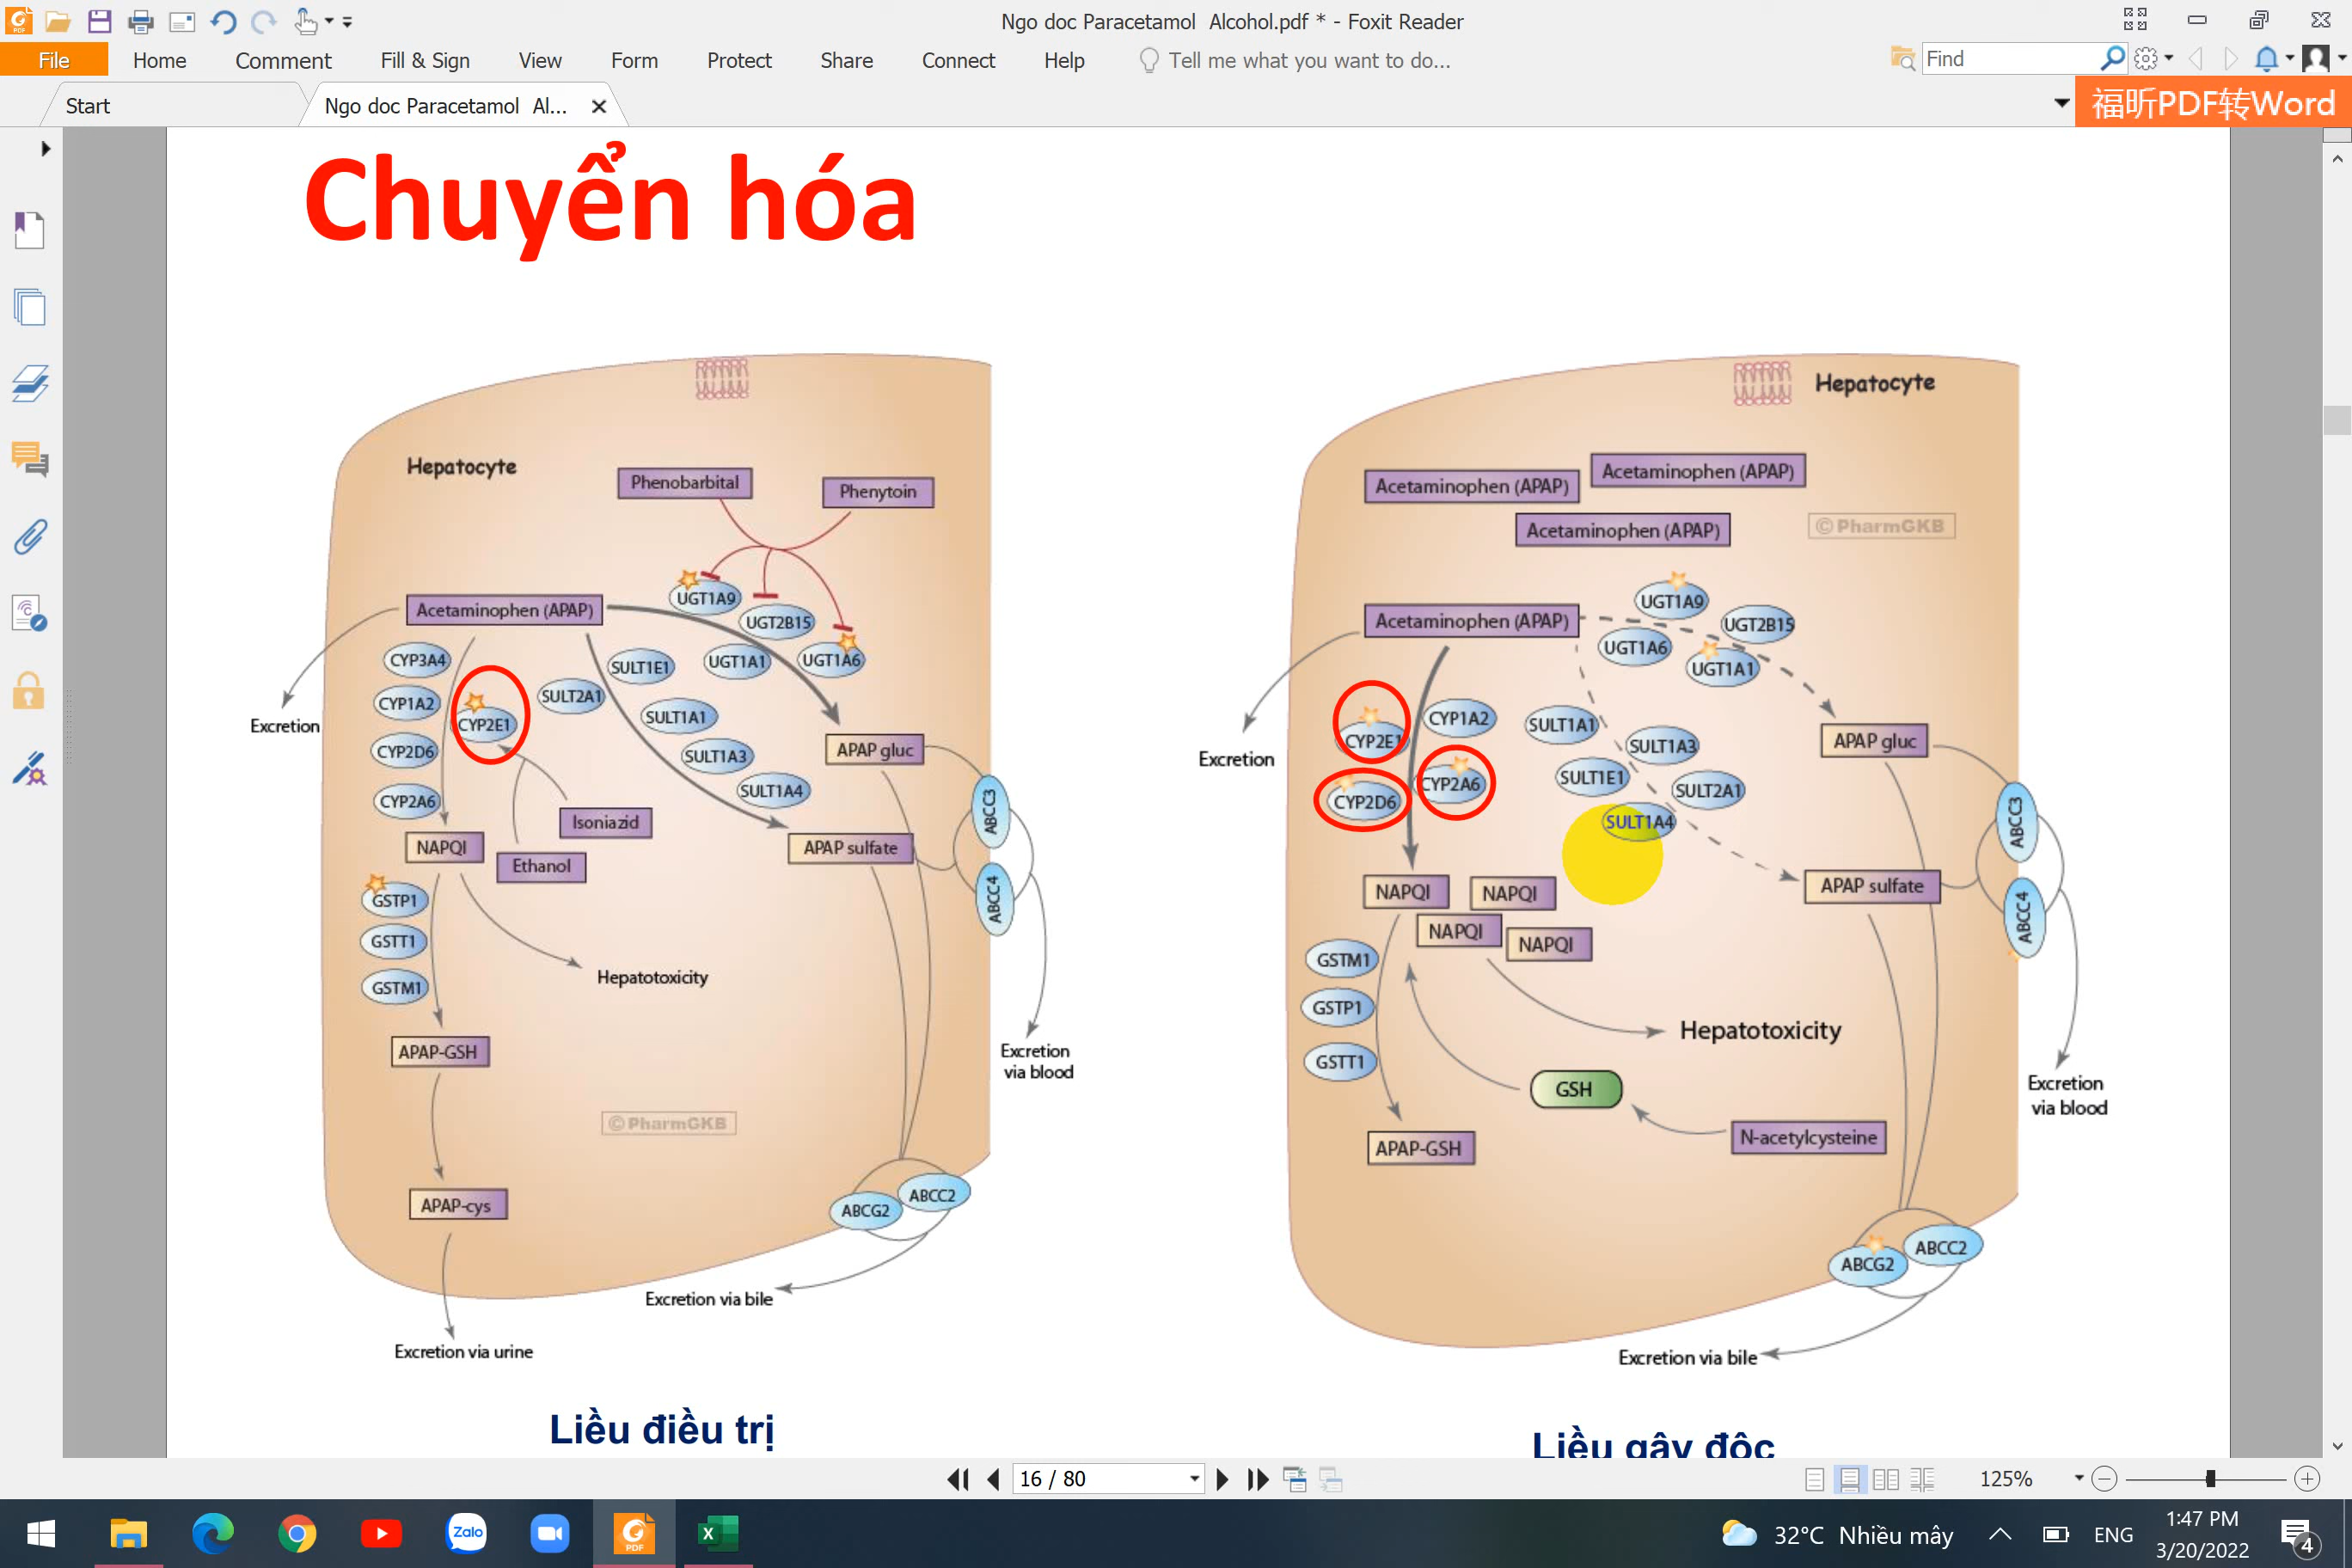 Ngo doc Paracetamol Alcohol.pdf * - Foxit Reader
File Home Comment Fill & Sign View Form Protect Share Connect Help Tell me what you want to do... Find
Start Ngo doc Paracetamol Al... 福昕PDF转Word
Chuyển hóa
Hepatocyte
Phenobarbital
Phenytoin
UGT1A9
UGT2B15
Acetaminophen (APAP)
CYP3A4
SULT1E1
UGT1A1
UGT1A6
CYP1A2
CYP2E1
SULT2A1
SULT1A1
Excretion
CYP2D6
SULT1A3
APAP gluc
CYP2A6
SULT1A4
Isoniazid
ABCC3
NAPQI
Ethanol
APAP sulfate
GSTP1
ABCC4
GSTT1
Hepatotoxicity
GSTM1
APAP-GSH
Excretion
via blood
©PharmGKB
APAP-cys
ABCG2
ABCC2
Excretion via bile
Excretion via urine
Liều điều trị
Hepatocyte
Acetaminophen (APAP)
Acetaminophen (APAP)
Acetaminophen (APAP)
©PharmGKB
UGT1A9
Acetaminophen (APAP)
UGT2B15
UGT1A6
UGT1A1
CYP2E1
CYP1A2
SULT1A1
SULT1A3
APAP gluc
Excretion
CYP2D6
CYP2A6
SULT1E1
SULT2A1
SULT1A4
ABCC3
NAPQI
NAPQI
APAP sulfate
NAPQI
NAPQI
ABCC4
GSTM1
GSTP1
Hepatotoxicity
GSTT1
GSH
Excretion
via blood
APAP-GSH
N-acetylcysteine
ABCG2
ABCC2
Excretion via bile
Liều gây độc
16 / 80
125%
Zalo
PDF
32°C Nhiều mây
ENG
1:47 PM
3/20/2022
4